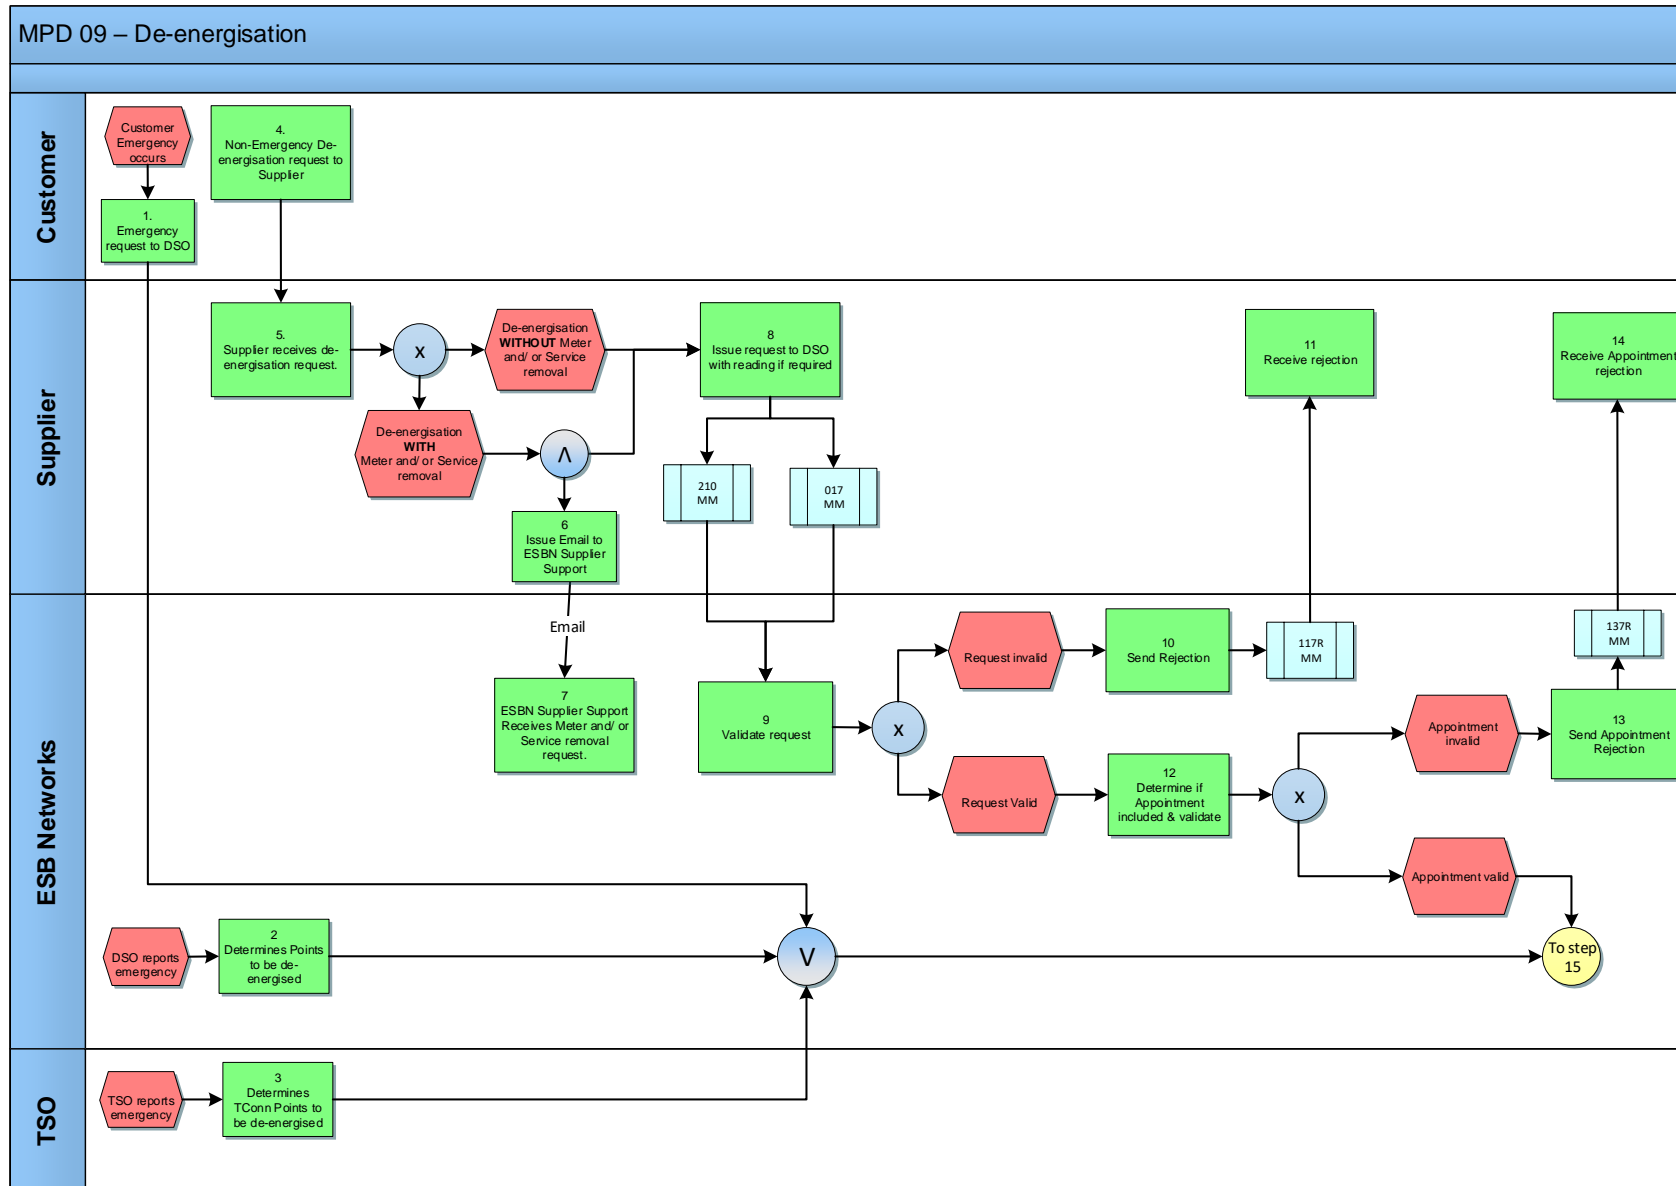 MPD 09 – De-energisation
Customer
Customer
Emergency
occurs
1.
Emergency
request to DSO
4.
Non-Emergency De-
energisation request to
Supplier
Supplier
5.
Supplier receives de-
energisation request.
X
De-energisation
WITHOUT Meter
and/ or Service
removal
De-energisation
WITH
Meter and/ or Service
removal
Λ
6
Issue Email to
ESBN Supplier
Support
8
Issue request to DSO
with reading if required
210
MM
017
MM
11
Receive rejection
14
Receive Appointment
rejection
ESB Networks
Email
7
ESBN Supplier Support
Receives Meter and/ or
Service removal
request.
9
Validate request
X
Request invalid
10
Send Rejection
117R
MM
Request Valid
12
Determine if
Appointment
included & validate
X
Appointment
invalid
13
Send Appointment
Rejection
137R
MM
Appointment valid
To step
15
DSO reports
emergency
2
Determines Points
to be de-
energised
V
TSO
TSO reports
emergency
3
Determines
TConn Points to
be de-energised